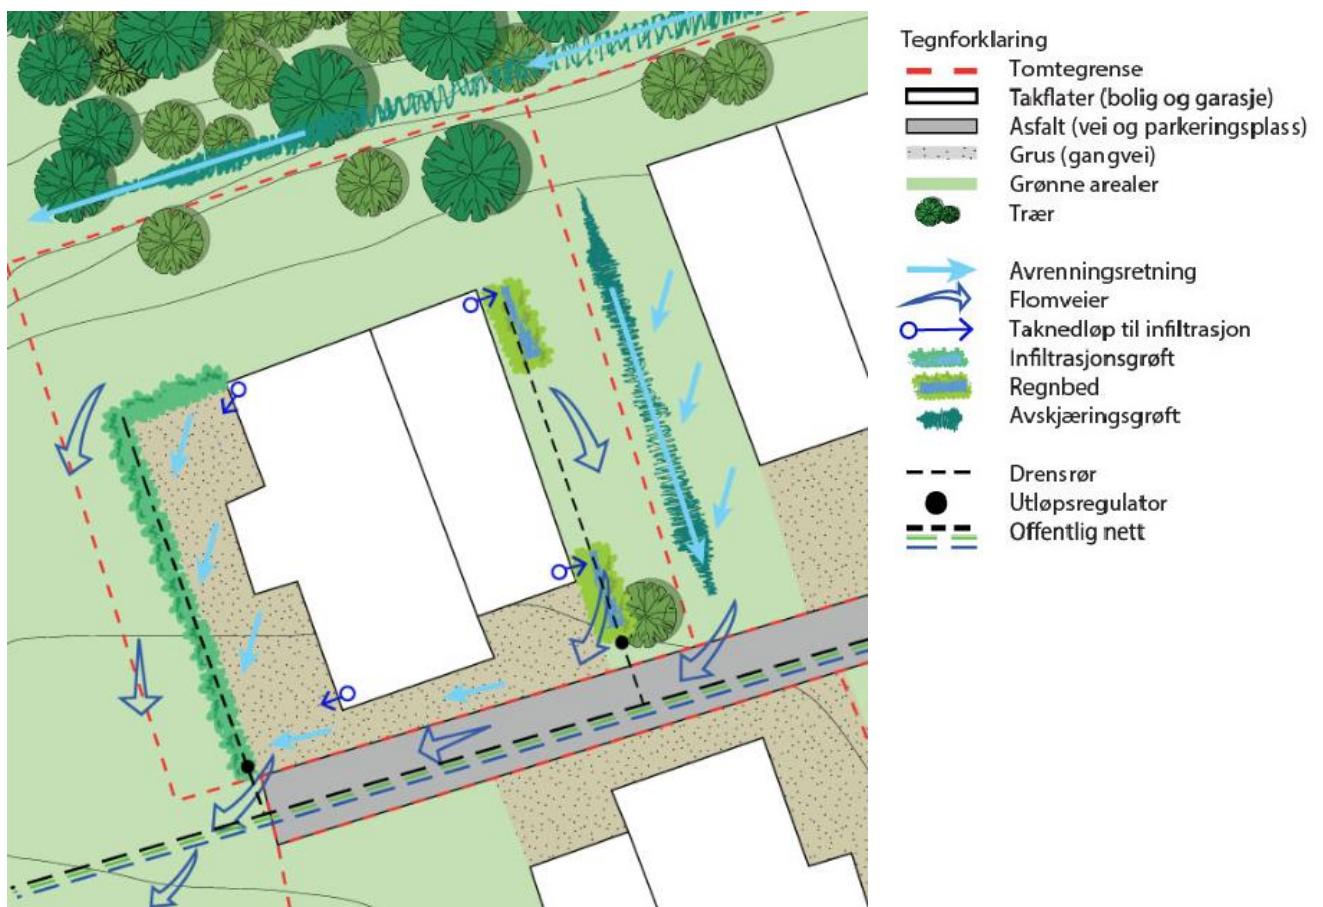 Tegnforklaring
Tomtegrense
Takflater (bolig og garasje)
Asfalt (vei og parkeringsplass)
Grus (gangvei)
Grønne arealer
Trær
Avrenningsretning
Flomveier
Taknedløp til infiltrasjon
Infiltrasjonsgrøft
Regnbed
Avskjæringsgrøft
Drensrør
Utløpsregulator
Offentlig nett